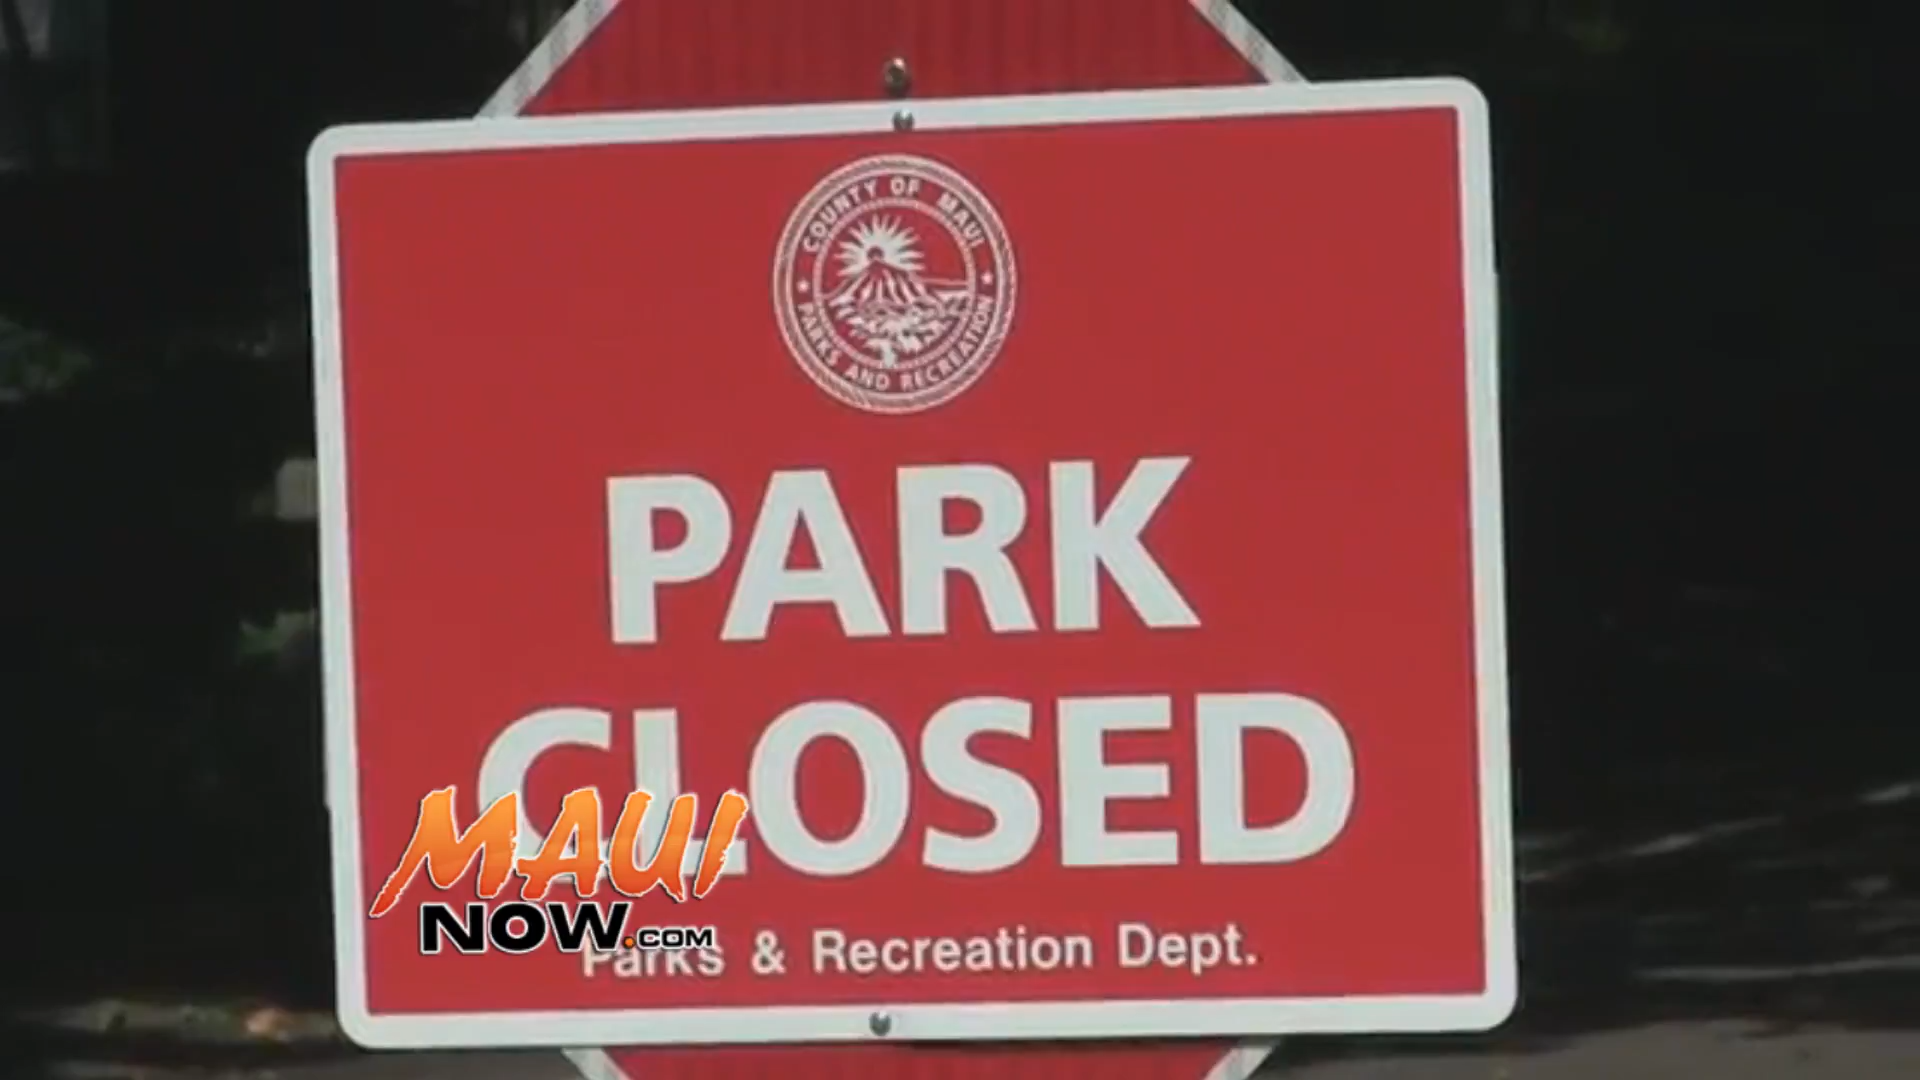 COUNTY OF MAUI
★ PARKS AND RECREATION ★
PARK
CLOSED
MAUI
NOW.COM
Parks & Recreation Dept.